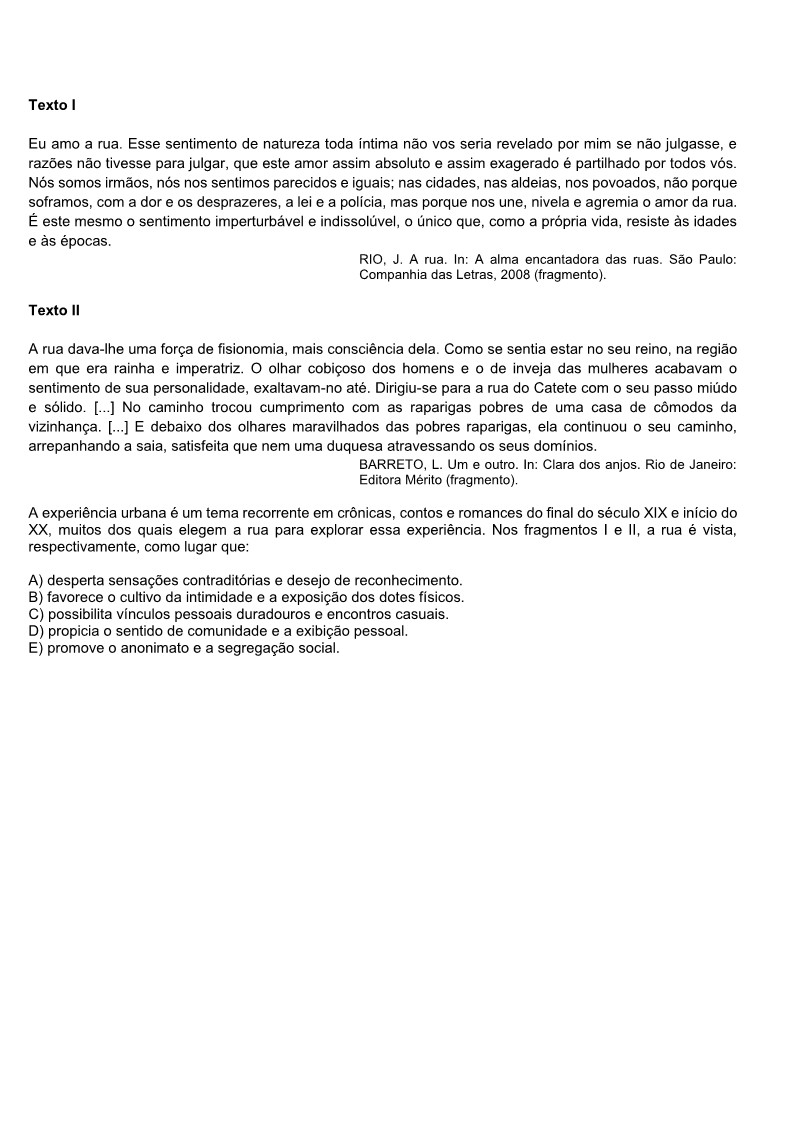 Texto I
Eu amo a rua. Esse sentimento de natureza toda íntima não vos seria revelado por mim se não julgasse, e
razões não tivesse para julgar, que este amor assim absoluto e assim exagerado é partilhado por todos vós.
Nós somos irmãos, nós nos sentimos parecidos e iguais; nas cidades, nas aldeias, nos povoados, não porque
soframos, com a dor e os desprazeres, a lei e a polícia, mas porque nos une, nivela e agremia o amor da rua.
É este mesmo o sentimento imperturbável e indissolúvel, o único que, como a própria vida, resiste às idades
e às épocas.
RIO, J. A rua. In: A alma encantadora das ruas. São Paulo:
Companhia das Letras, 2008 (fragmento).
Texto II
A rua dava-lhe uma força de fisionomia, mais consciência dela. Como se sentia estar no seu reino, na região
em que era rainha e imperatriz. O olhar cobiçoso dos homens e o de inveja das mulheres acabavam o
sentimento de sua personalidade, exaltavam-no até. Dirigiu-se para a rua do Catete com o seu passo miúdo
e sólido. [...] No caminho trocou cumprimento com as raparigas pobres de uma casa de cômodos da
vizinhança. [...] E debaixo dos olhares maravilhados das pobres raparigas, ela continuou o seu caminho,
arrepanhando a saia, satisfeita que nem uma duquesa atravessando os seus domínios.
BARRETO, L. Um e outro. In: Clara dos anjos. Rio de Janeiro:
Editora Mérito (fragmento).
A experiência urbana é um tema recorrente em crônicas, contos e romances do final do século XIX e início do
XX, muitos dos quais elegem a rua para explorar essa experiência. Nos fragmentos I e II, a rua é vista,
respectivamente, como lugar que:
A) desperta sensações contraditórias e desejo de reconhecimento.
B) favorece o cultivo da intimidade e a exposição dos dotes físicos.
C) possibilita vínculos pessoais duradouros e encontros casuais.
D) propicia o sentido de comunidade e a exibição pessoal.
E) promove o anonimato e a segregação social.